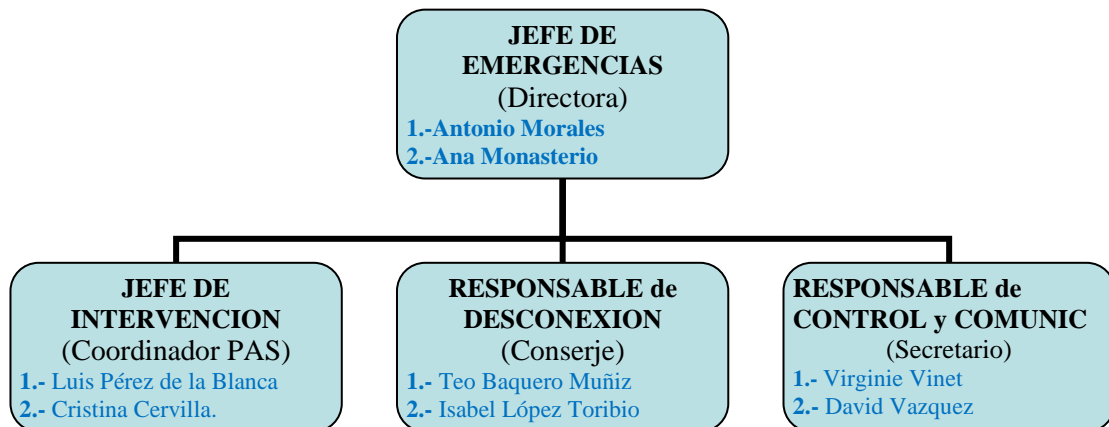 JEFE DE
EMERGENCIAS
(Directora)
1.-Antonio Morales
2.-Ana Monasterio
JEFE DE
INTERVENCION
(Coordinador PAS)
1.- Luis Pérez de la Blanca
2.- Cristina Cervilla.
RESPONSABLE de
DESCONEXION
(Conserje)
1.- Teo Baquero Muñiz
2.- Isabel López Toribio
RESPONSABLE de
CONTROL y COMUNIC
(Secretario)
1.- Virginie Vinet
2.- David Vazquez